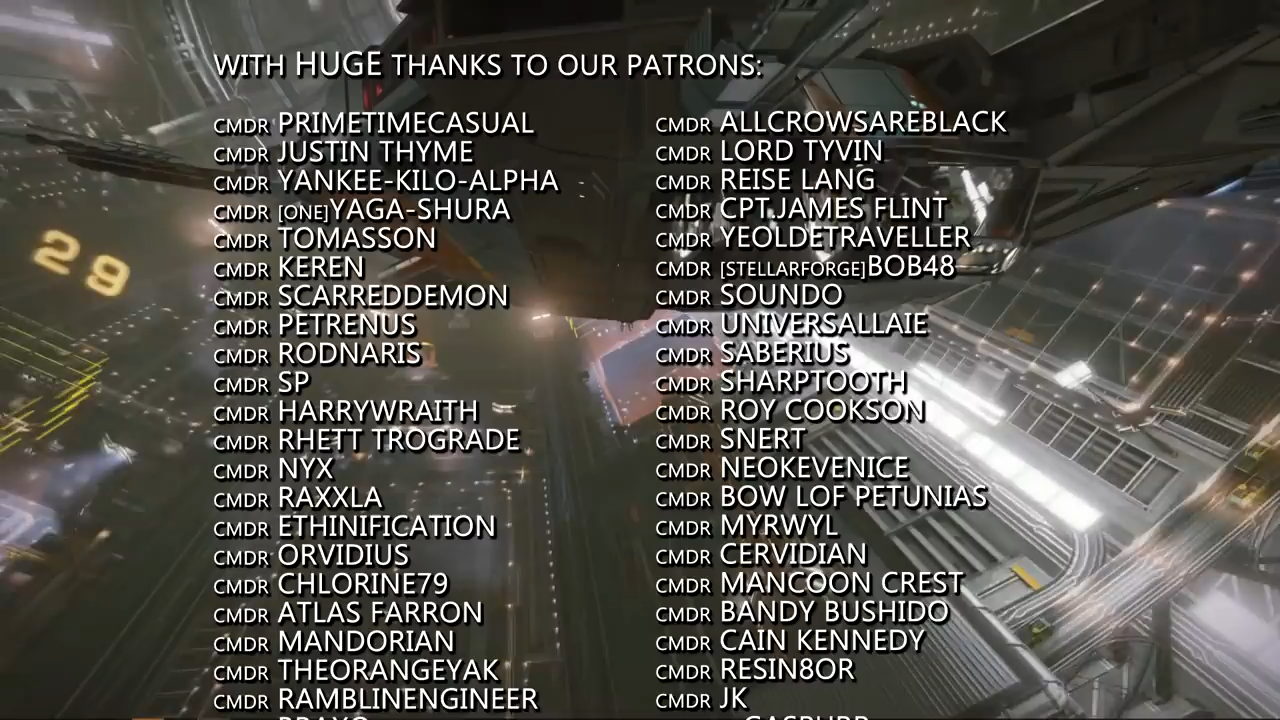 WITH HUGE THANKS TO OUR PATRONS:
CMDR PRIMETIMECASUAL
CMDR JUSTIN THYME
CMDR YANKEE-KILO-ALPHA
CMDR [ONE]YAGA-SHURA
CMDR TOMASSON
CMDR KEREN
CMDR SCARREDDEMON
CMDR PETRENUS
CMDR RODNARIS
CMDR SP
CMDR HARRYWRAITH
CMDR RHETT TROGRADE
CMDR NYX
CMDR RAXXLA
CMDR ETHINIFICATION
CMDR ORVIDIUS
CMDR CHLORINE79
CMDR ATLAS FARRON
CMDR MANDORIAN
CMDR THEORANGEYAK
CMDR RAMBLINENGINEER
CMDR ALLCROWSAREBLACK
CMDR LORD TYVIN
CMDR REISE LANG
CMDR CPT.JAMES FLINT
CMDR YEOLDETRAVELLER
CMDR [STELLARFORGE]BOB48
CMDR SOUNDO
CMDR UNIVERSALLAIE
CMDR SABERIUS
CMDR SHARPTOOTH
CMDR ROY COOKSON
CMDR SNERT
CMDR NEOKEVENICE
CMDR BOW LOF PETUNIAS
CMDR MYRWYL
CMDR CERVIDIAN
CMDR MANCOON CREST
CMDR BANDY BUSHIDO
CMDR CAIN KENNEDY
CMDR RESIN8OR
CMDR JK
29